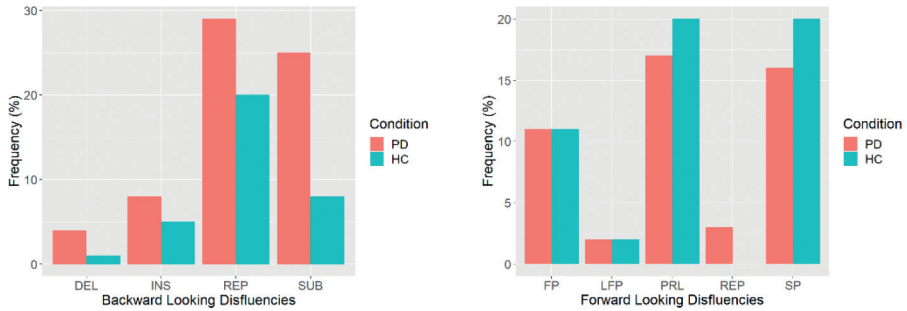 30
20
10
0
Frequency (%)
DEL INS REP SUB
Backward Looking Disfluencies
Condition
PD
HC
20
15
10
5
0
Frequency (%)
FP LFP PRL REP SP
Forward Looking Disfluencies
Condition
PD
HC